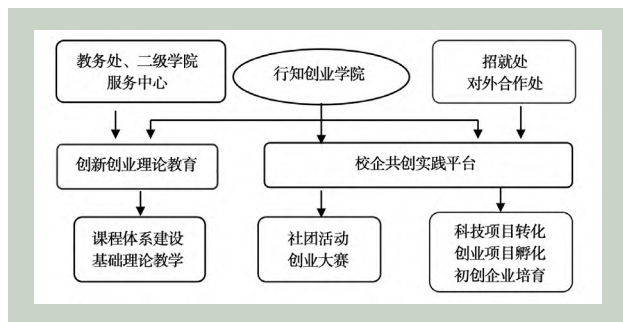 教务处、二级学院
服务中心
行知创业学院
招就处
对外合作处
创新创业理论教育
校企共创实践平台
课程体系建设
基础理论教学
社团活动
创业大赛
科技项目转化
创业项目孵化
初创企业培育